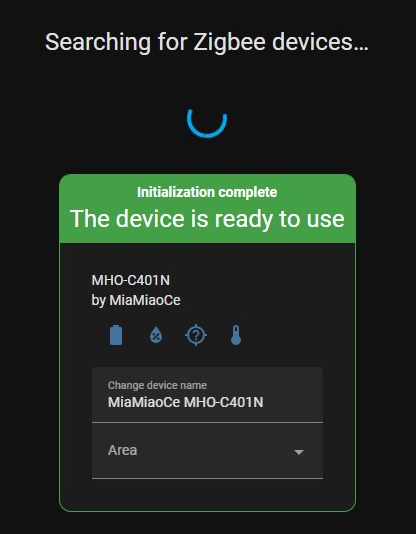 Searching for Zigbee devices...
Initialization complete
The device is ready to use
MHO-C401N
by MiaMiaoCe
Change device name
MiaMiaoCe MHO-C401N
Area